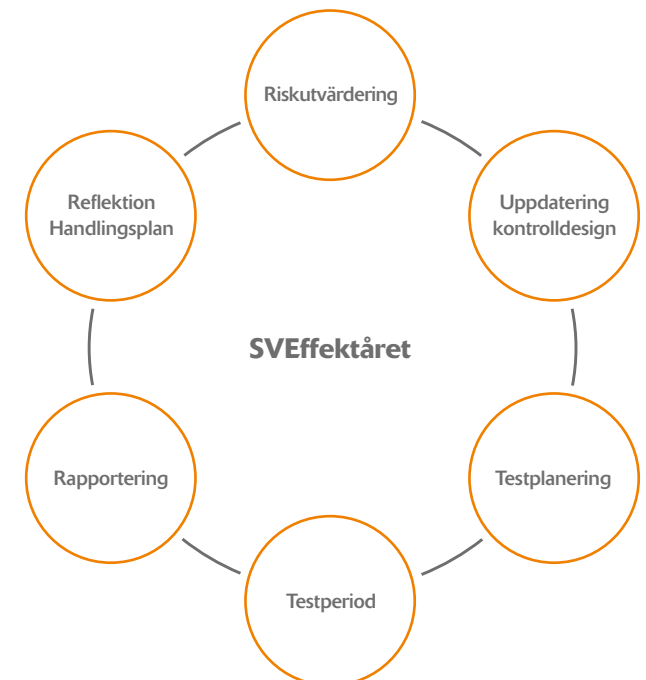 Riskutvärdering
Uppdatering
kontrolldesign
Testplanering
Testperiod
Rapportering
Reflektion
Handlingsplan
SVEffektåret